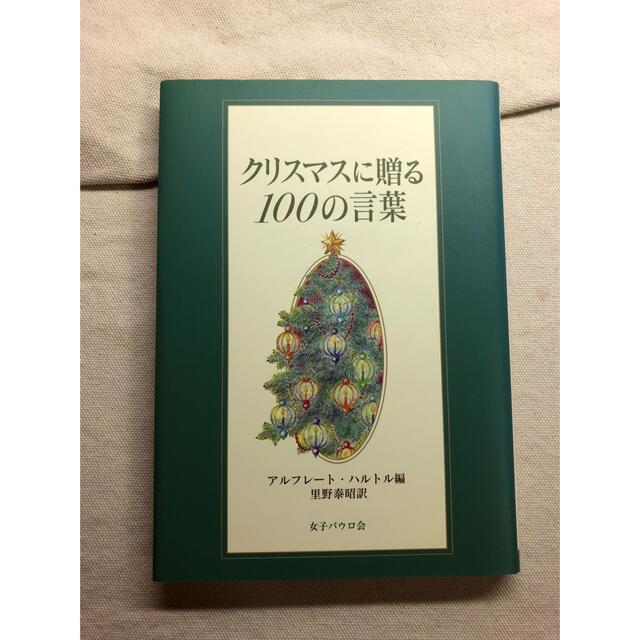 クリスマスに贈る
100の言葉
アルフレート・ハルトル編
里野泰昭訳
女子パウロ会